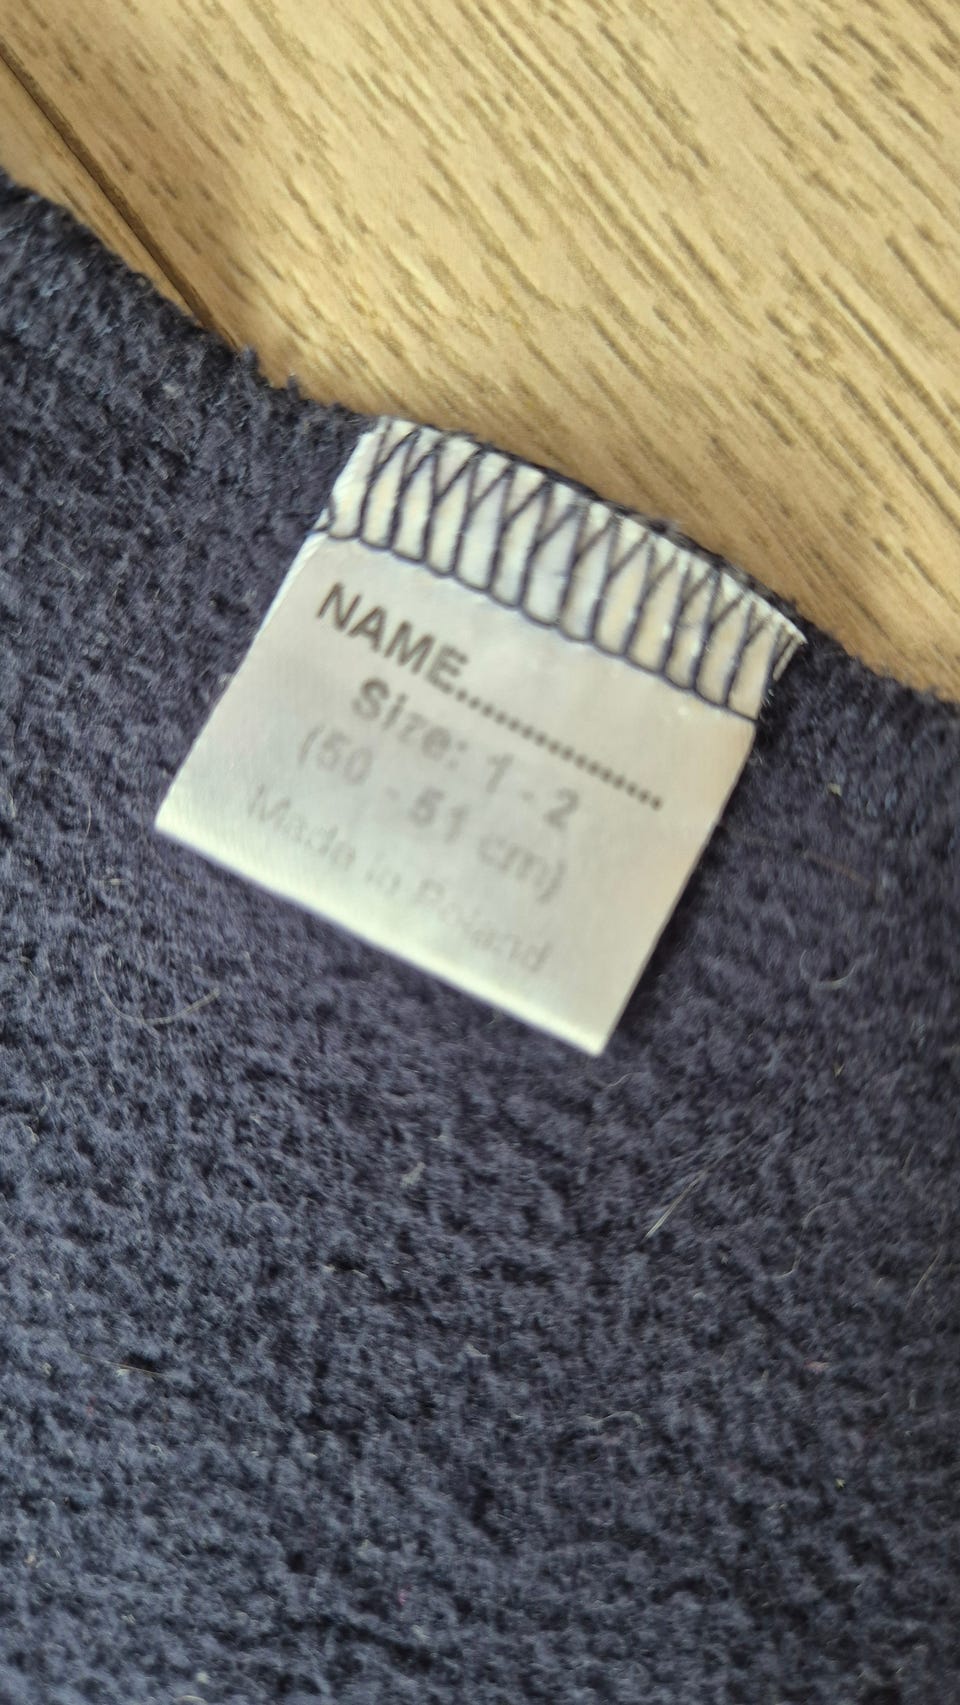 NAME....................
Size: 1 - 2
(50 - 51 cm)
Made in Poland